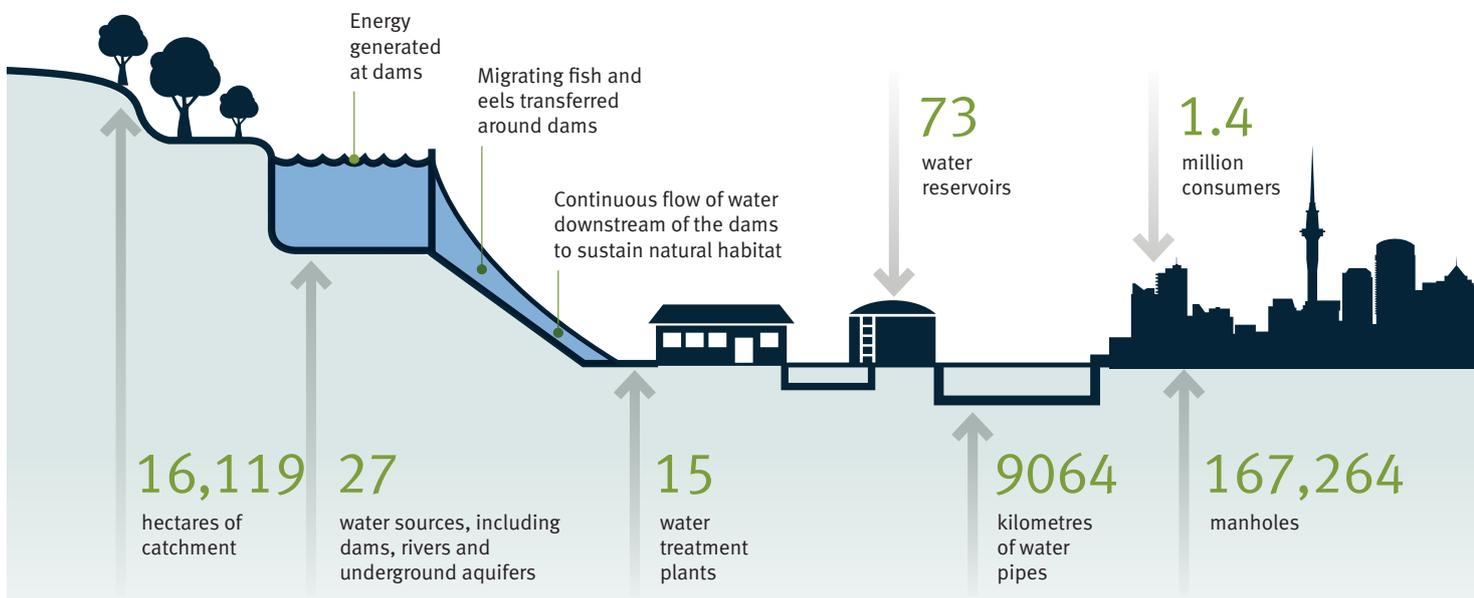 Energy
generated
at dams
Migrating fish and
eels transferred
around dams
Continuous flow of water
downstream of the dams
to sustain natural habitat
73
water
reservoirs
1.4
million
consumers
16,119
hectares of
catchment
27
water sources, including
dams, rivers and
underground aquifers
15
water
treatment
plants
9064
kilometres
of water
pipes
167,264
manholes